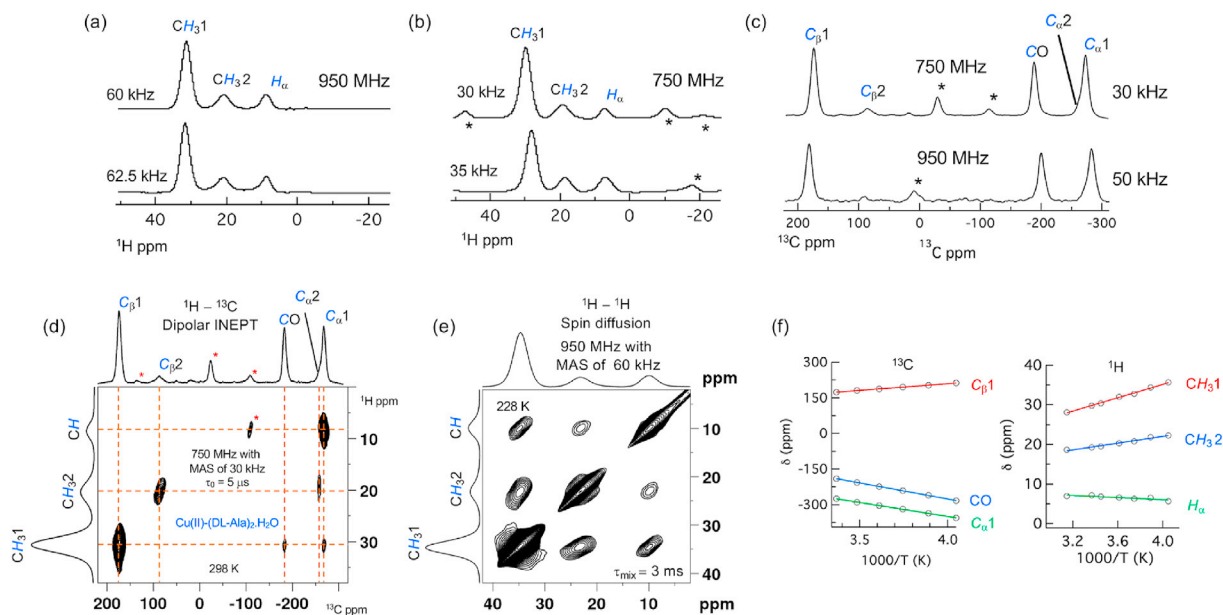 (a)
CH₃1
CH₃2
Hα
950 MHz
60 kHz
62.5 kHz
40 20 0 -20
¹H ppm
(b)
CH₃1
CH₃2
Hα
750 MHz
30 kHz
* * *
35 kHz
*
40 20 0 -20
¹H ppm
(c)
Cβ1
Cβ2
750 MHz
* *
CO
Cα2
Cα1
30 kHz
950 MHz
*
50 kHz
200 100 0 -100 -200 -300
¹³C ppm
¹³C ppm
(d)
Cβ1
¹H – ¹³C
Dipolar INEPT
Cα2
CO
Cα1
Cβ2
* * *
¹H ppm
CH
CH₃2
CH₃1
*
10
20
30
750 MHz with
MAS of 30 kHz
τ₀ = 5 μs
Cu(II)-(DL-Ala)₂.H₂O
298 K
200 100 0 -100 -200
¹³C ppm
(e)
¹H – ¹H
Spin diffusion
950 MHz with
MAS of 60 kHz
ppm
228 K
CH
CH₃2
CH₃1
10
20
30
40
τmix = 3 ms
40 30 20 10
ppm
(f)
¹³C
300
150
0
-150
-300
δ (ppm)
Cβ1
CO
Cα1
3.5 4.0
1000/T (K)
¹H
40
30
20
10
0
δ (ppm)
CH₃1
CH₃2
Hα
3.2 3.6 4.0
1000/T (K)